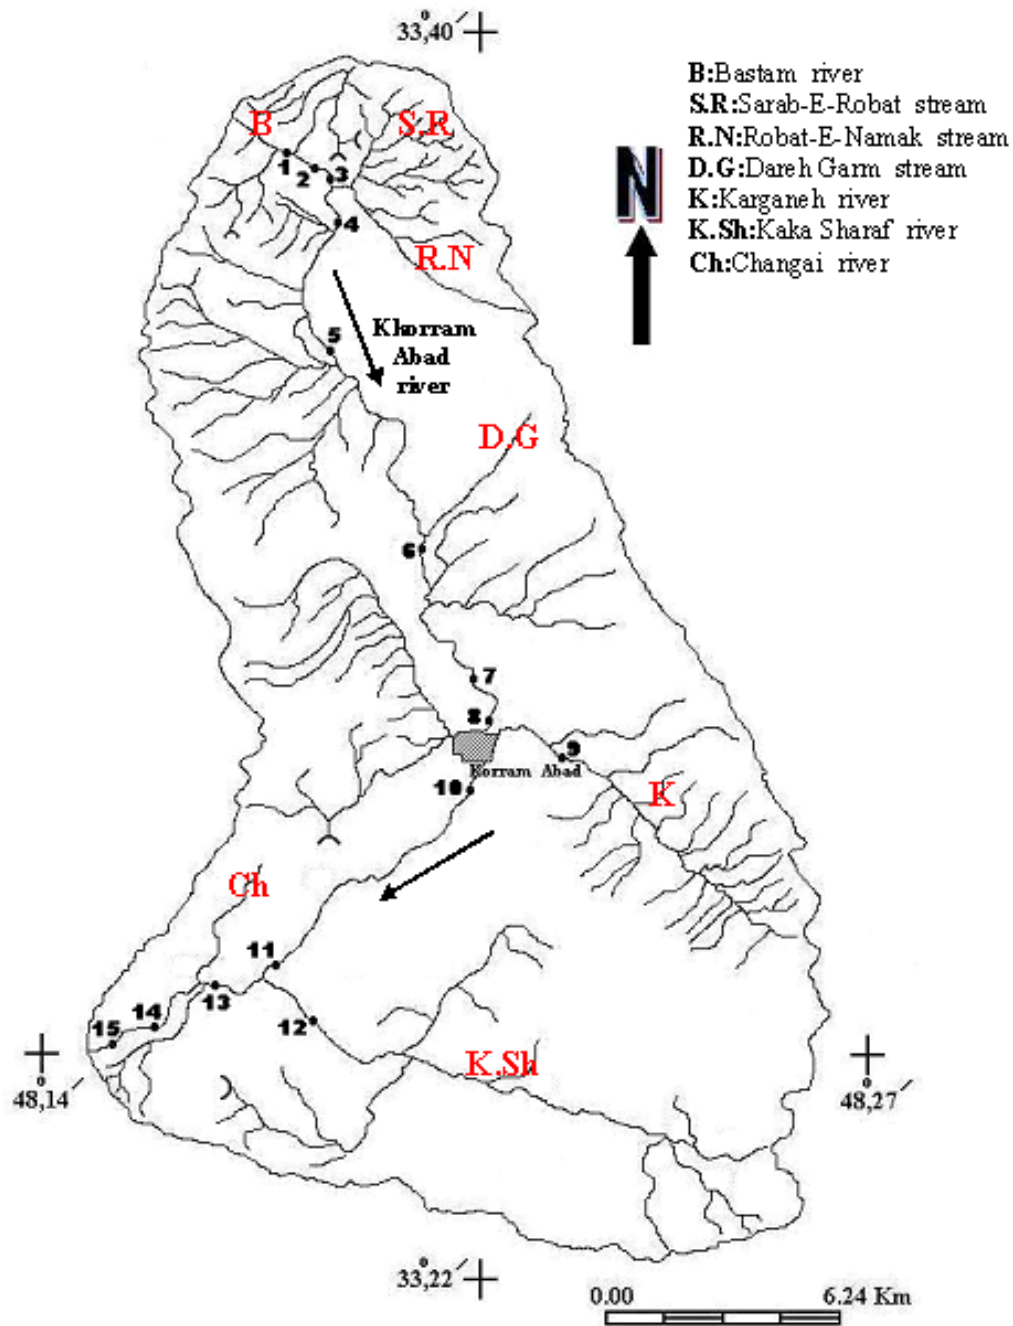 33,40°′
B:Bastam river
S.R:Sarab-E-Robat stream
R.N:Robat-E-Namak stream
D.G:Dareh Garm stream
K:Karganeh river
K.Sh:Kaka Sharaf river
Ch:Changai river
N
B
S.R
1
2
3
4
R.N
Khorram
Abad
river
5
D.G
6
7
8
9
Korram Abad
10
K
Ch
11
12
13
14
15
K.Sh
48,14°′
48,27°′
33,22°′
0.00
6.24 Km